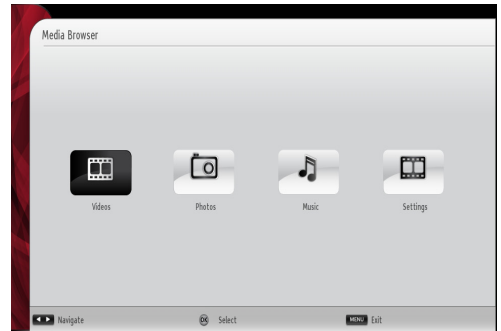 Media Browser
Videos Photos Music Settings
Navigate OK Select MENU Exit